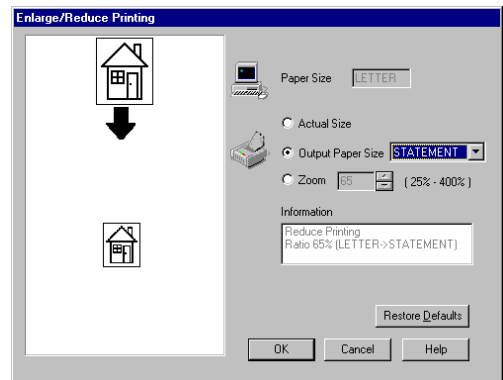 Enlarge/Reduce Printing
Paper Size LETTER
Actual Size
Output Paper Size STATEMENT
Zoom 65 ( 25% - 400% )
Information
Reduce Printing
Ratio 65% (LETTER->STATEMENT)
Restore Defaults
OK Cancel Help